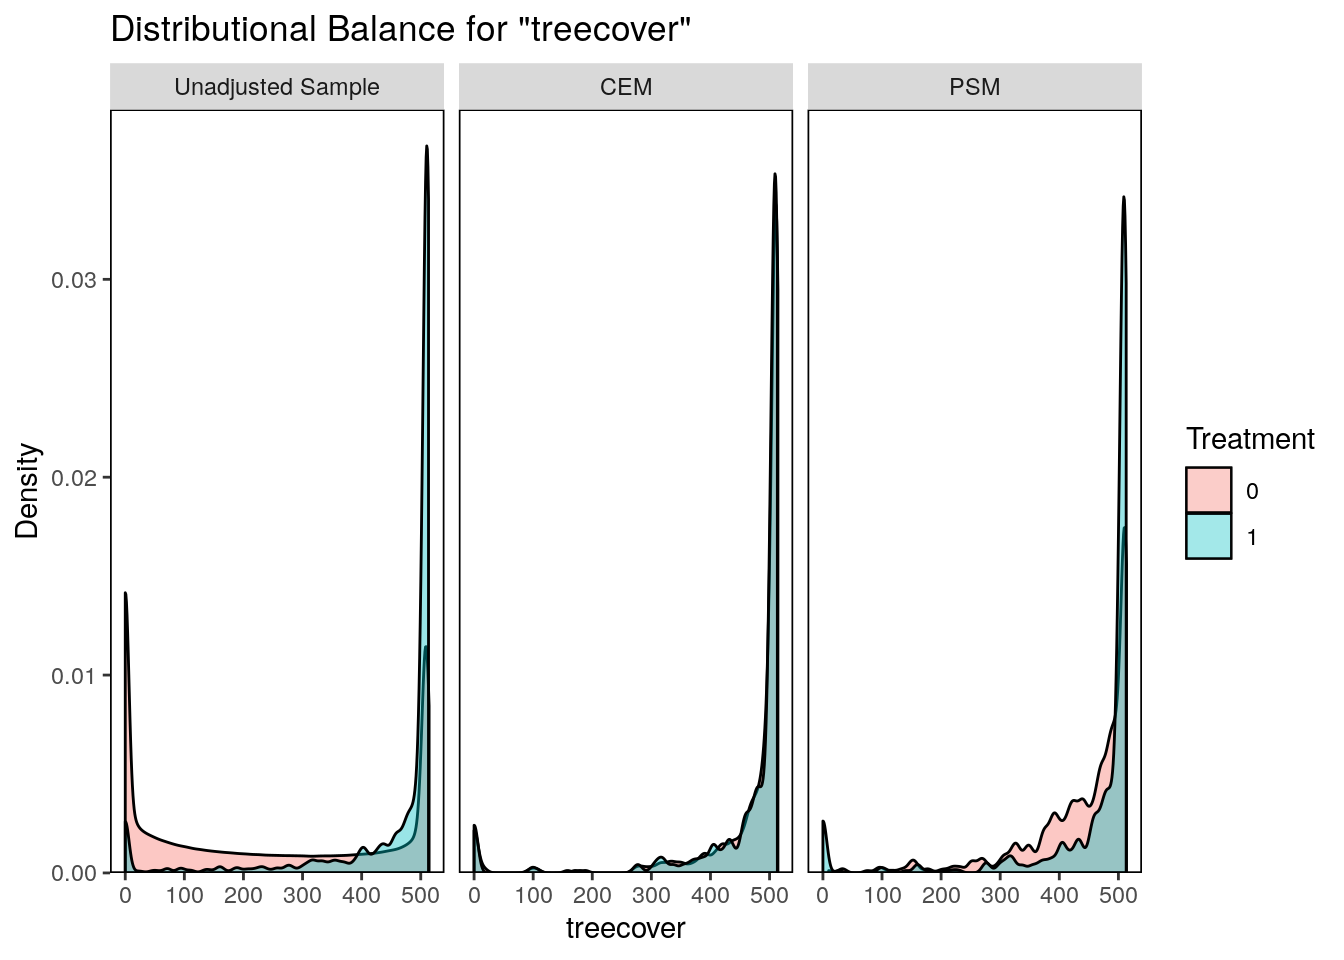 Distributional Balance for "treecover"
Unadjusted Sample CEM PSM
Density
0.03
0.02
0.01
0.00
0 100 200 300 400 500 0 100 200 300 400 500 0 100 200 300 400 500
treecover
Treatment
0
1